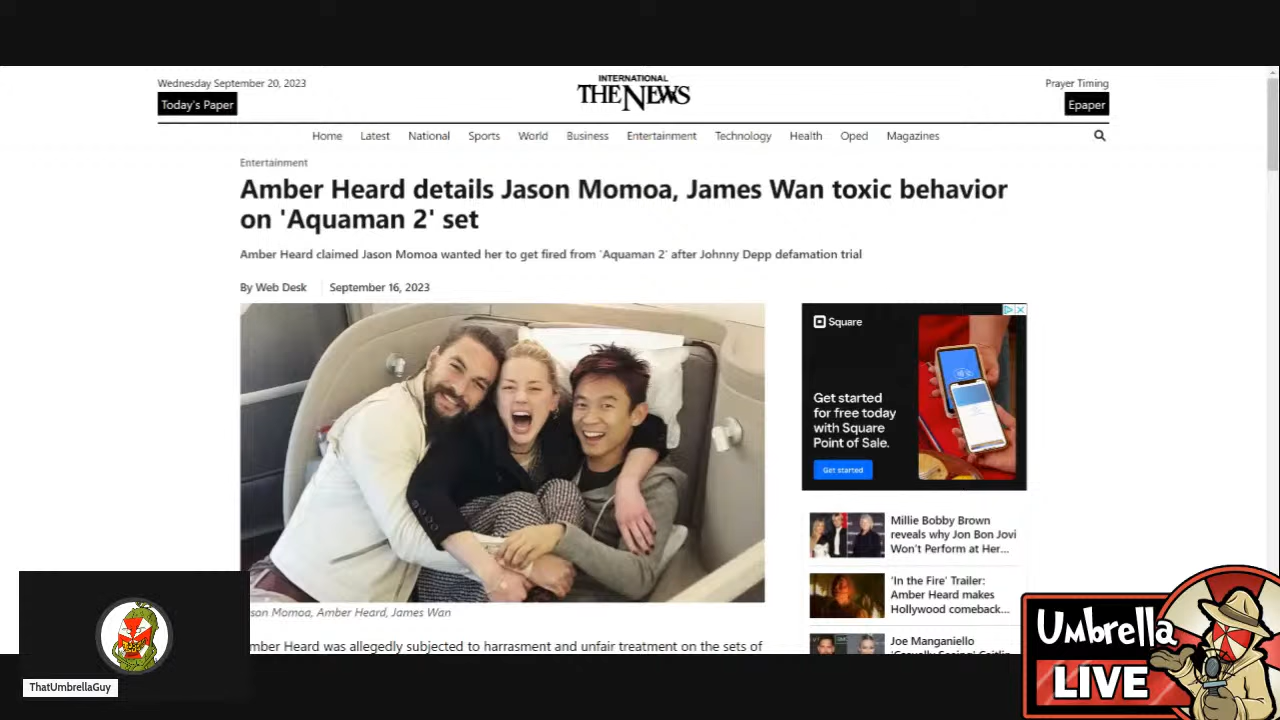 Wednesday September 20, 2023
INTERNATIONAL
THE NEWS
Prayer Timing
Today's Paper
Epaper
Home Latest National Sports World Business Entertainment Technology Health Oped Magazines
Entertainment
Amber Heard details Jason Momoa, James Wan toxic behavior
on 'Aquaman 2' set
Amber Heard claimed Jason Momoa wanted her to get fired from 'Aquaman 2' after Johnny Depp defamation trial
By Web Desk September 16, 2023
Square
Get started
for free today
with Square
Point of Sale.
Get started
Millie Bobby Brown
reveals why Jon Bon Jovi
Won't Perform at Her...
'In the Fire' Trailer:
Amber Heard makes
Hollywood comeback...
Joe Manganiello
son Momoa, Amber Heard, James Wan
mber Heard was allegedly subjected to harrasment and unfair treatment on the sets of
ThatUmbrellaGuy
Umbrella
LIVE